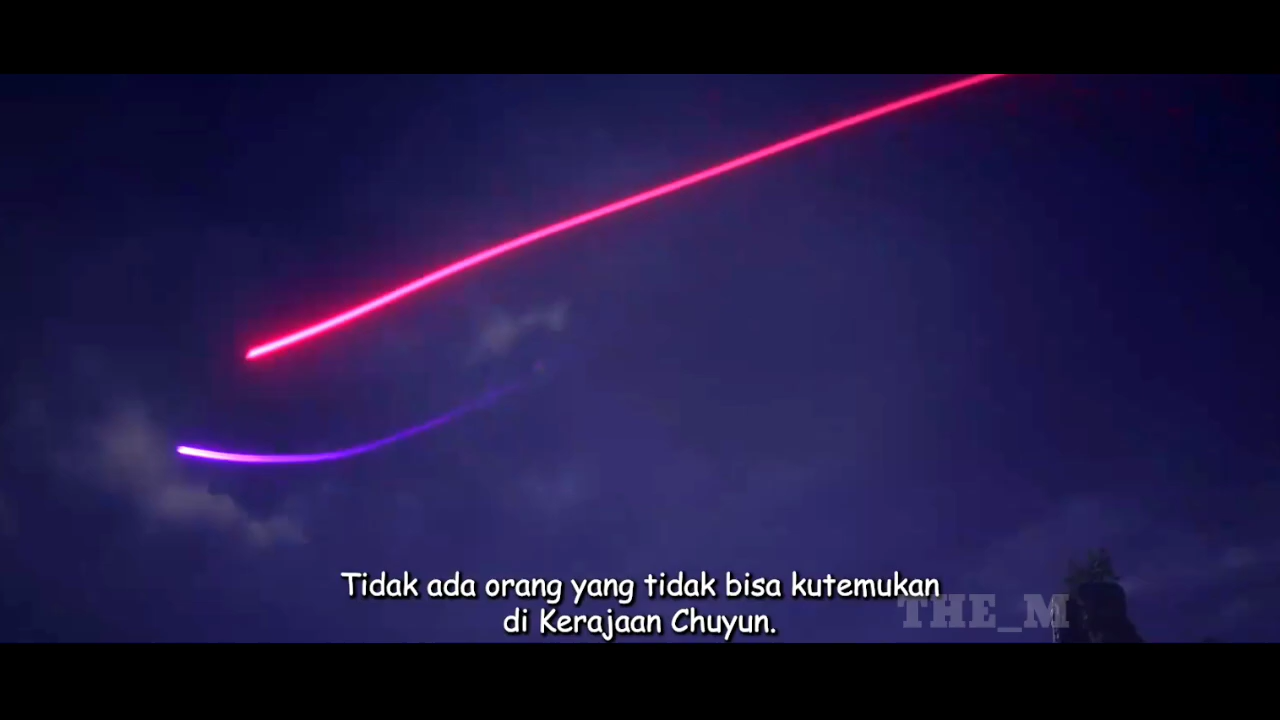 Tidak ada orang yang tidak bisa kutemukan
di Kerajaan Chuyun.
THE_M